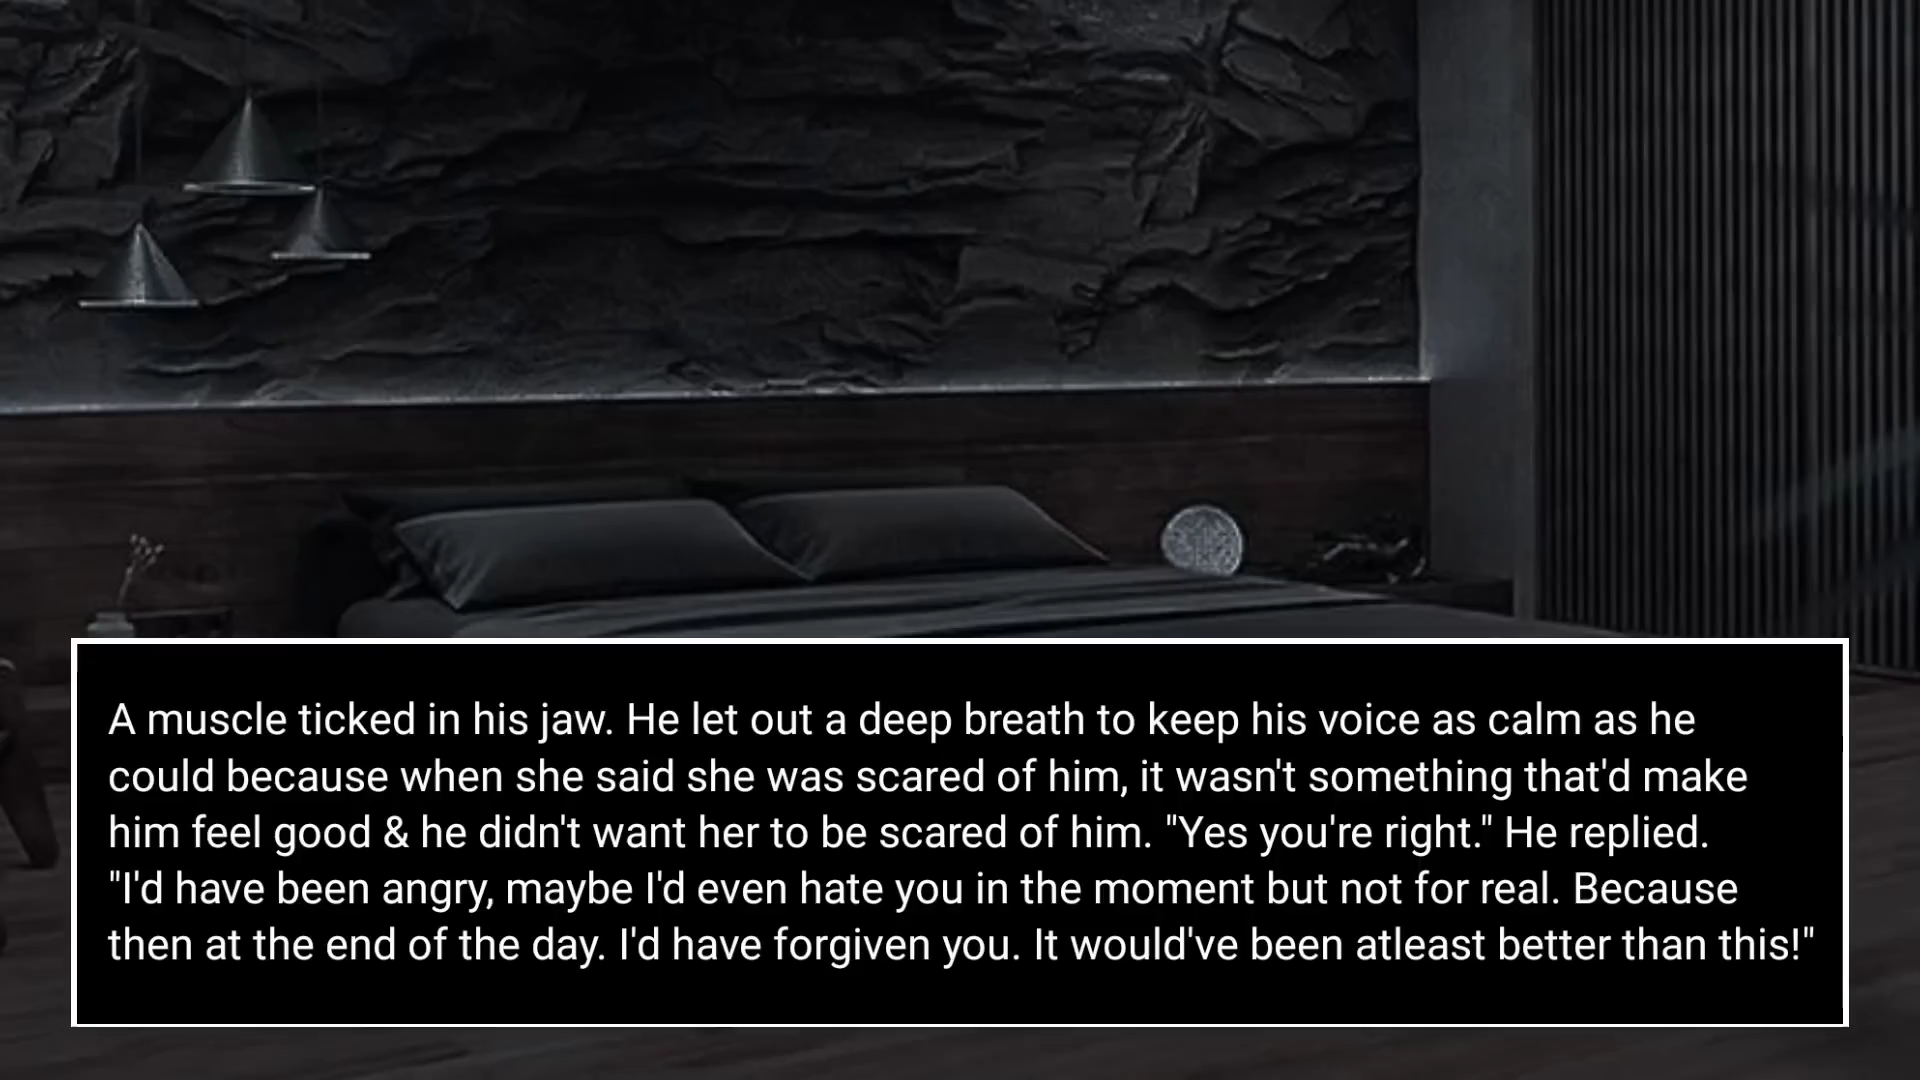 A muscle ticked in his jaw. He let out a deep breath to keep his voice as calm as he
could because when she said she was scared of him, it wasn't something that'd make
him feel good & he didn't want her to be scared of him. "Yes you're right." He replied.
"I'd have been angry, maybe I'd even hate you in the moment but not for real. Because
then at the end of the day. I'd have forgiven you. It would've been atleast better than this!"